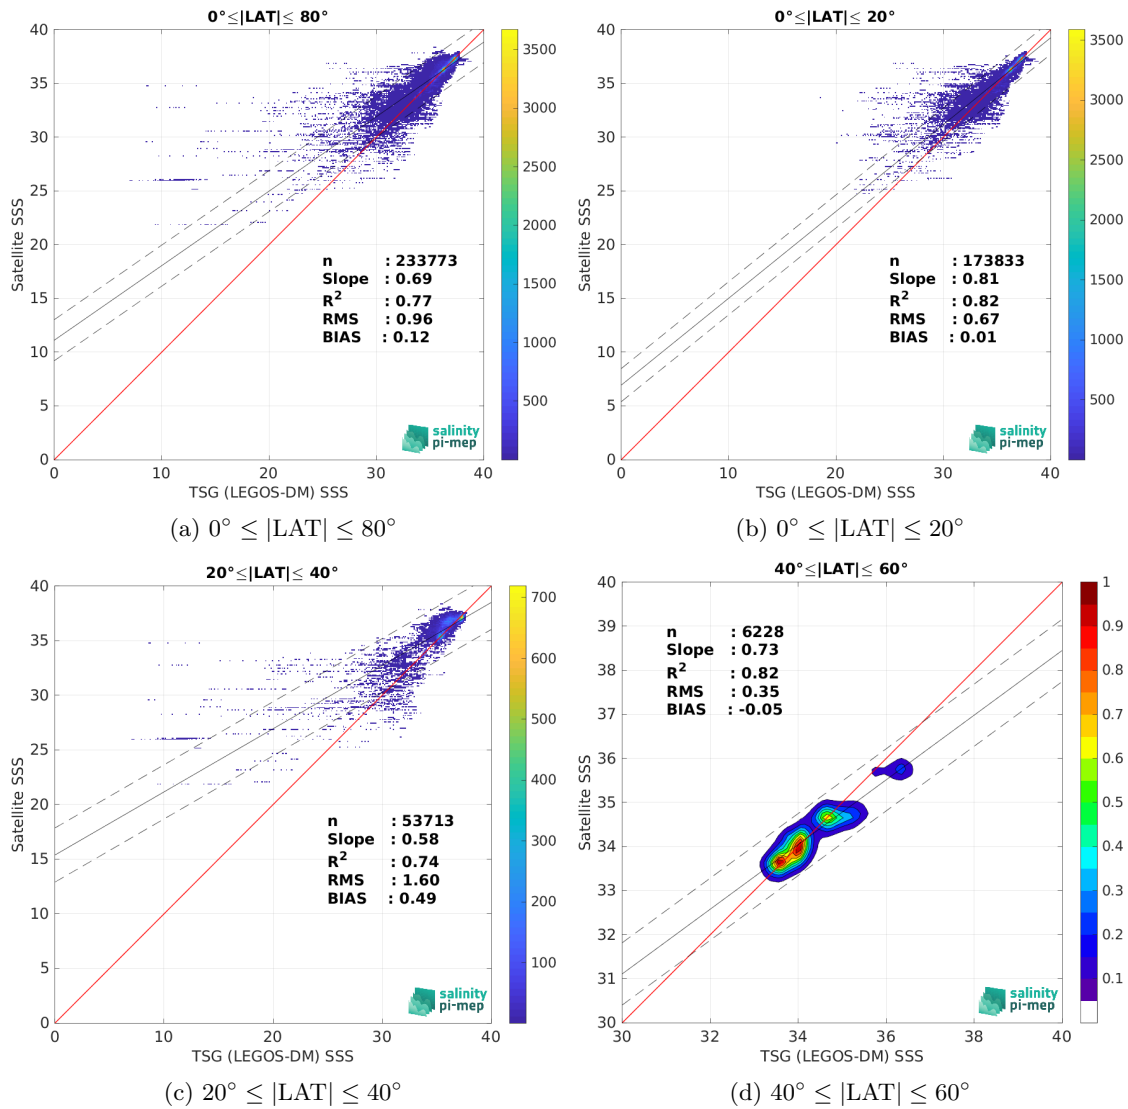 0°≤|LAT|≤ 80°
40
35
30
25
20
15
10
5
0
Satellite SSS
n : 233773
Slope : 0.69
R² : 0.77
RMS : 0.96
BIAS : 0.12
salinity
pi-mep
0 10 20 30 40
TSG (LEGOS-DM) SSS
3500
3000
2500
2000
1500
1000
500
(a) 0° ≤ |LAT| ≤ 80°
0°≤|LAT|≤ 20°
40
35
30
25
20
15
10
5
0
Satellite SSS
n : 173833
Slope : 0.81
R² : 0.82
RMS : 0.67
BIAS : 0.01
salinity
pi-mep
0 10 20 30 40
TSG (LEGOS-DM) SSS
3500
3000
2500
2000
1500
1000
500
(b) 0° ≤ |LAT| ≤ 20°
20°≤|LAT|≤ 40°
40
35
30
25
20
15
10
5
0
Satellite SSS
n : 53713
Slope : 0.58
R² : 0.74
RMS : 1.60
BIAS : 0.49
salinity
pi-mep
0 10 20 30 40
TSG (LEGOS-DM) SSS
700
600
500
400
300
200
100
(c) 20° ≤ |LAT| ≤ 40°
40°≤|LAT|≤ 60°
40
39
38
37
36
35
34
33
32
31
30
Satellite SSS
n : 6228
Slope : 0.73
R² : 0.82
RMS : 0.35
BIAS : -0.05
salinity
pi-mep
30 32 34 36 38 40
TSG (LEGOS-DM) SSS
1
0.9
0.8
0.7
0.6
0.5
0.4
0.3
0.2
0.1
(d) 40° ≤ |LAT| ≤ 60°